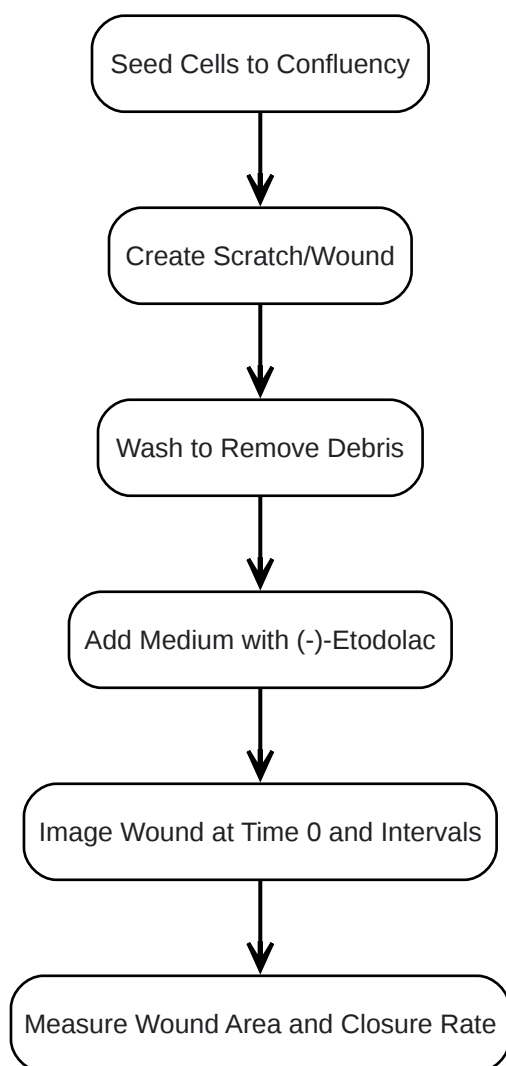 Seed Cells to Confluency
Create Scratch/Wound
Wash to Remove Debris
Add Medium with (-)-Etodolac
Image Wound at Time 0 and Intervals
Measure Wound Area and Closure Rate